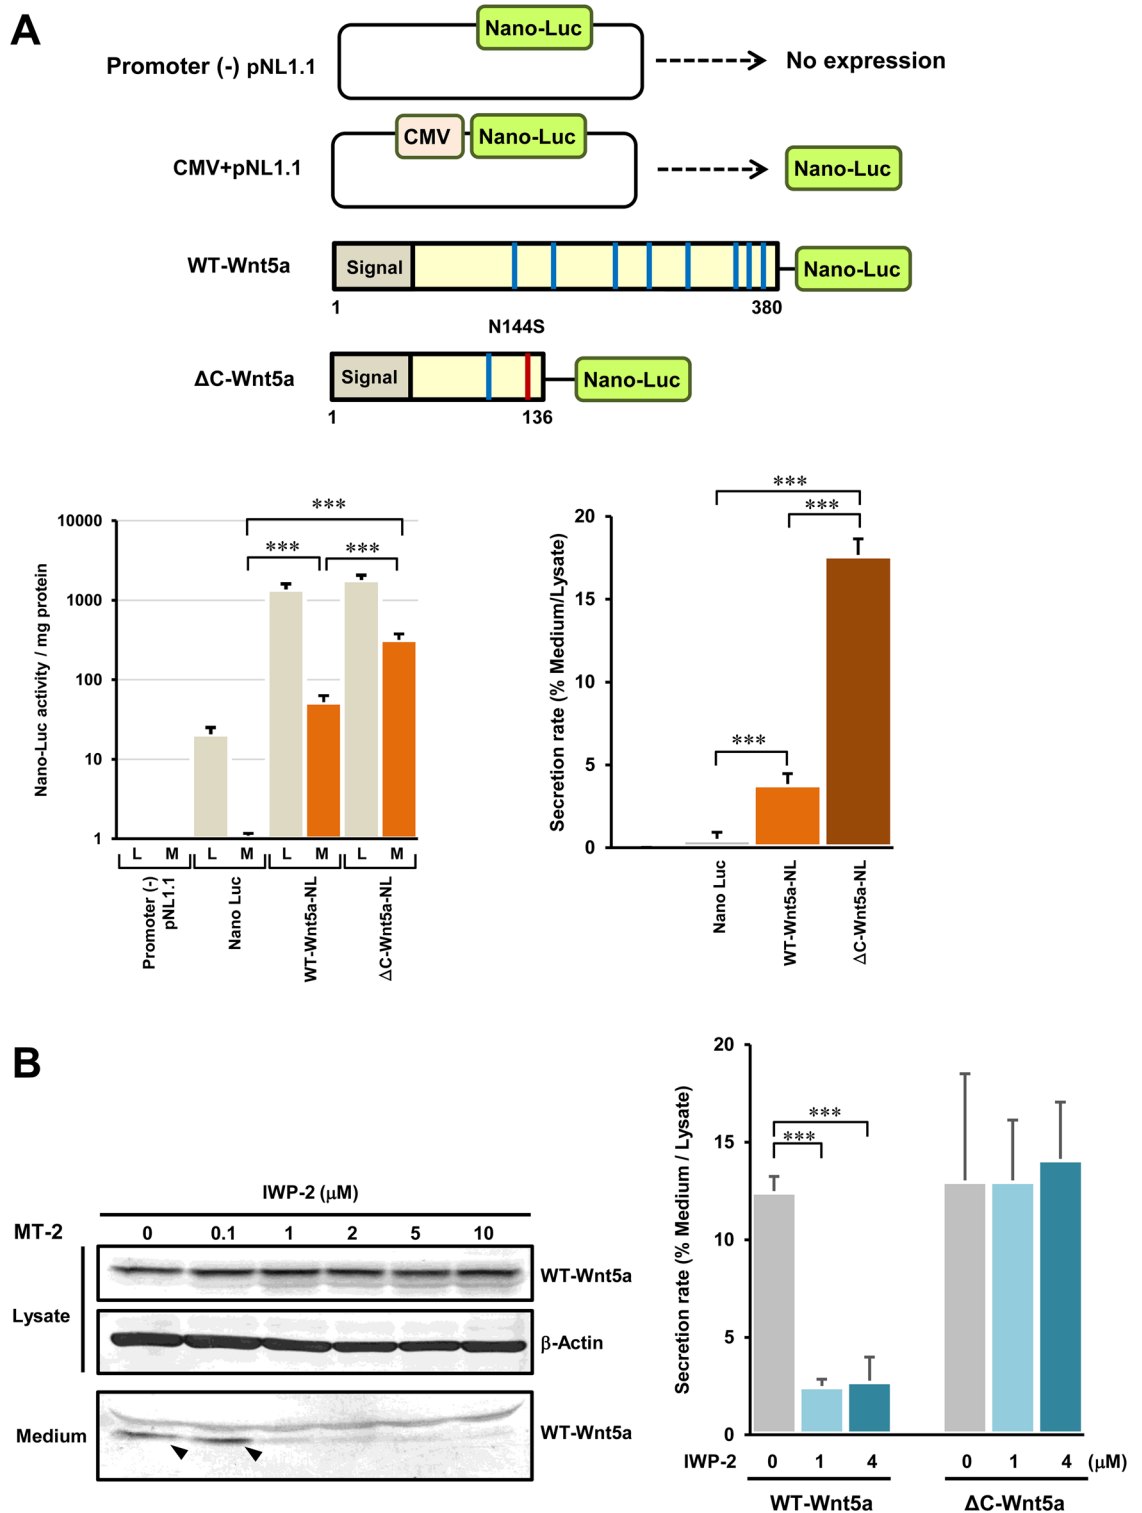 A
Nano-Luc
Promoter (-) pNL1.1
No expression
CMV
Nano-Luc
CMV+pNL1.1
Nano-Luc
WT-Wnt5a
Signal
Nano-Luc
1
380
N144S
ΔC-Wnt5a
Signal
Nano-Luc
1
136
Nano-Luc activity / mg protein
10000
1000
100
10
1
***
***
***
L M L M L M L M
Promoter (-)
pNL1.1
Nano Luc
WT-Wnt5a-NL
ΔC-Wnt5a-NL
Secretion rate (% Medium/Lysate)
20
15
10
5
0
***
***
***
Nano Luc
WT-Wnt5a-NL
ΔC-Wnt5a-NL
B
IWP-2 (μM)
MT-2 0 0.1 1 2 5 10
Lysate
WT-Wnt5a
β-Actin
Medium
WT-Wnt5a
Secretion rate (% Medium / Lysate)
20
15
10
5
0
***
***
IWP-2 0 1 4 0 1 4 (μM)
WT-Wnt5a ΔC-Wnt5a